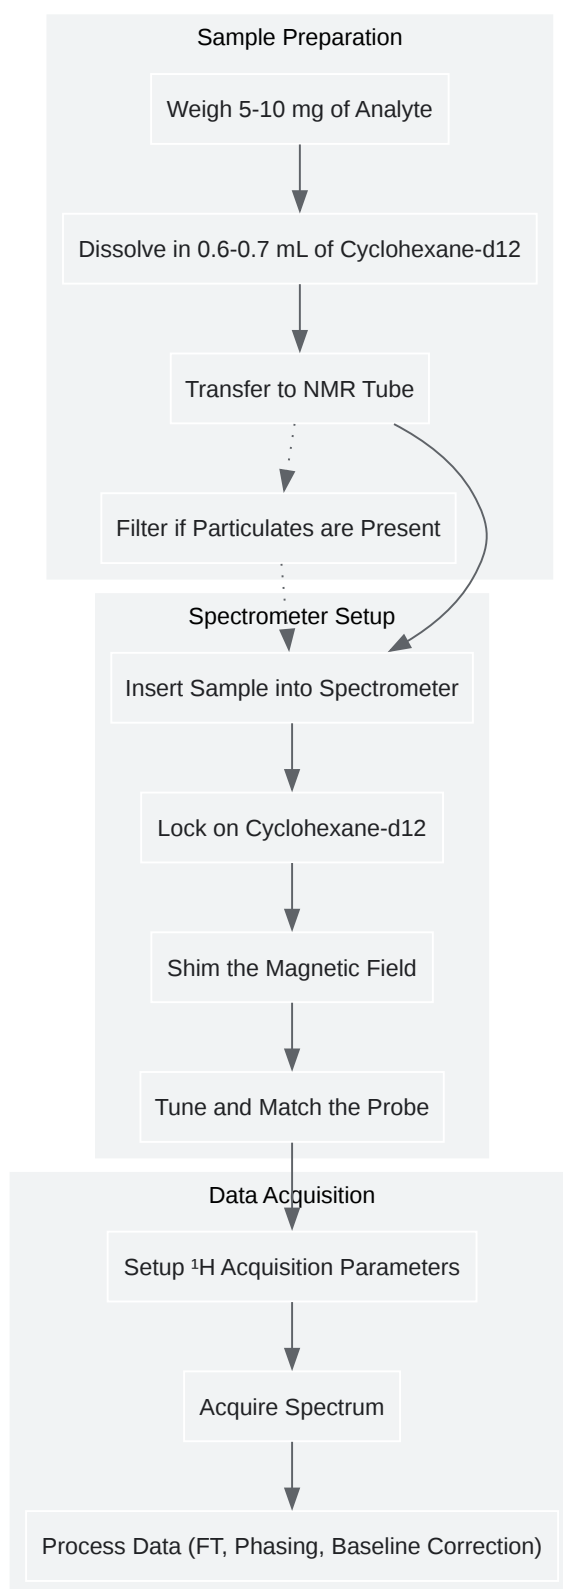 Sample Preparation
Weigh 5-10 mg of Analyte
Dissolve in 0.6-0.7 mL of Cyclohexane-d12
Transfer to NMR Tube
Filter if Particulates are Present
Spectrometer Setup
Insert Sample into Spectrometer
Lock on Cyclohexane-d12
Shim the Magnetic Field
Tune and Match the Probe
Data Acquisition
Setup ¹H Acquisition Parameters
Acquire Spectrum
Process Data (FT, Phasing, Baseline Correction)